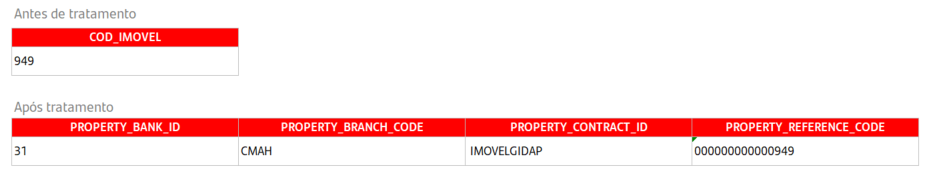 Antes de tratamento
COD_IMOVEL
949
Após tratamento
PROPERTY_BANK_ID PROPERTY_BRANCH_CODE PROPERTY_CONTRACT_ID PROPERTY_REFERENCE_CODE
31 CMAH IMOVELGIDAP 000000000000949